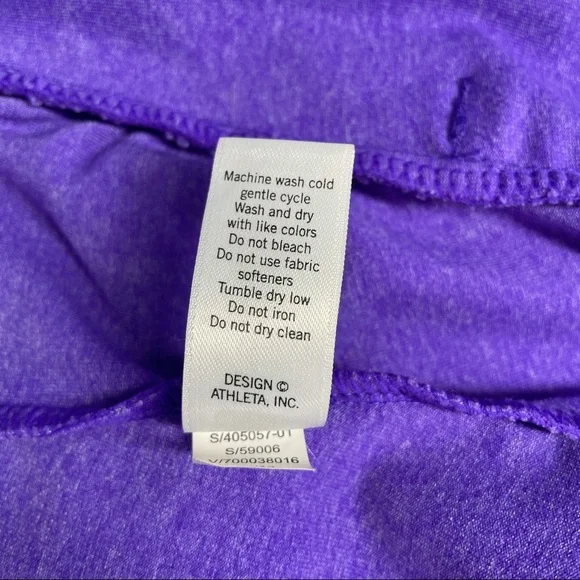 Machine wash cold
gentle cycle
Wash and dry
with like colors
Do not bleach
Do not use fabric
softeners
Tumble dry low
Do not iron
Do not dry clean
DESIGN ©
ATHLETA, INC.
S/405057-01
S/59006
V/700038016